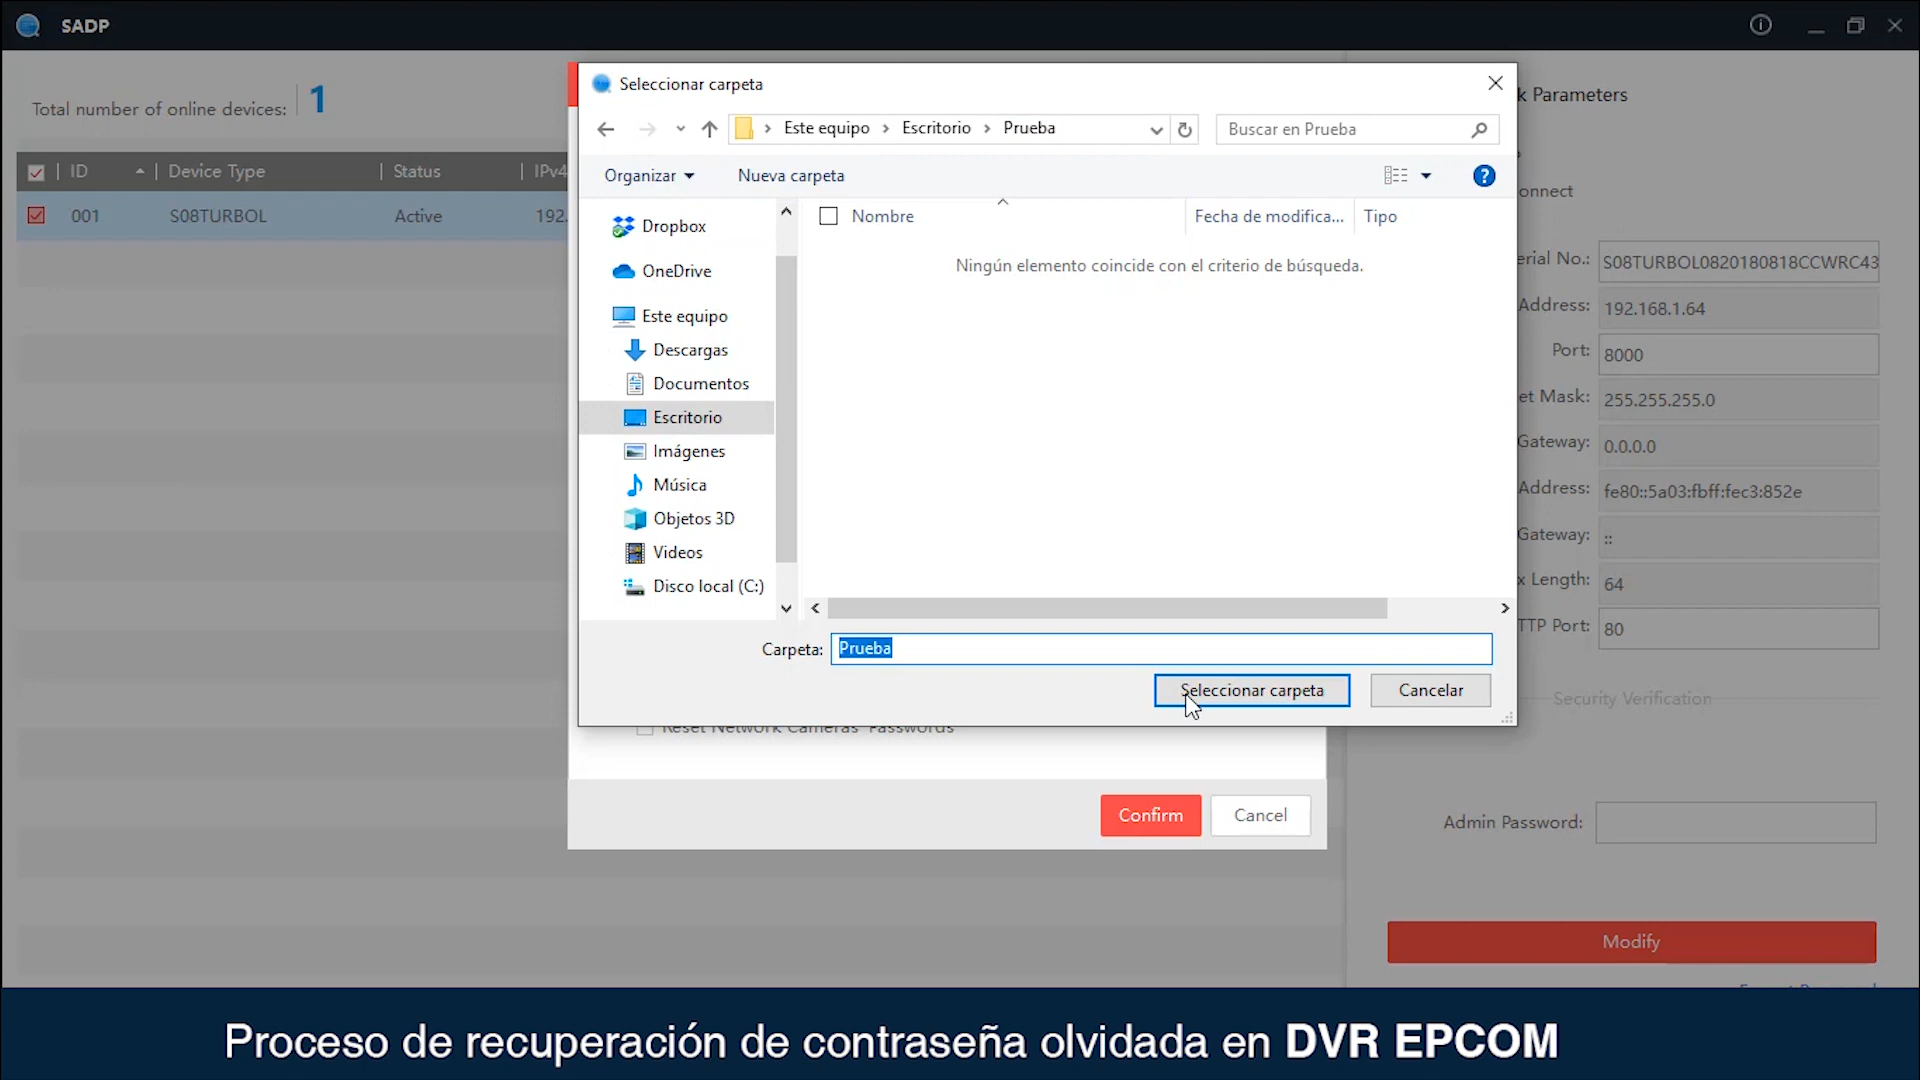 SADP
Total number of online devices: 1
ID Device Type Status IPv4
001 S08TURBOL Active 192.
Seleccionar carpeta
Este equipo > Escritorio > Prueba
Buscar en Prueba
Organizar
Nueva carpeta
?
Dropbox
OneDrive
Este equipo
Descargas
Documentos
Escritorio
Imágenes
Música
Objetos 3D
Videos
Disco local (C:)
Nombre
Fecha de modifica...
Tipo
Ningún elemento coincide con el criterio de búsqueda.
Carpeta: Prueba
Seleccionar carpeta
Cancelar
Reset Network Cameras' Passwords
Confirm
Cancel
k Parameters
onnect
erial No.: S08TURBOL0820180818CCWRC43
Address: 192.168.1.64
Port: 8000
et Mask: 255.255.255.0
Gateway: 0.0.0.0
Address: fe80::5a03:fbff:fec3:852e
Gateway: ::
x Length: 64
TTP Port: 80
Security Verification
Admin Password:
Modify
Proceso de recuperación de contraseña olvidada en DVR EPCOM